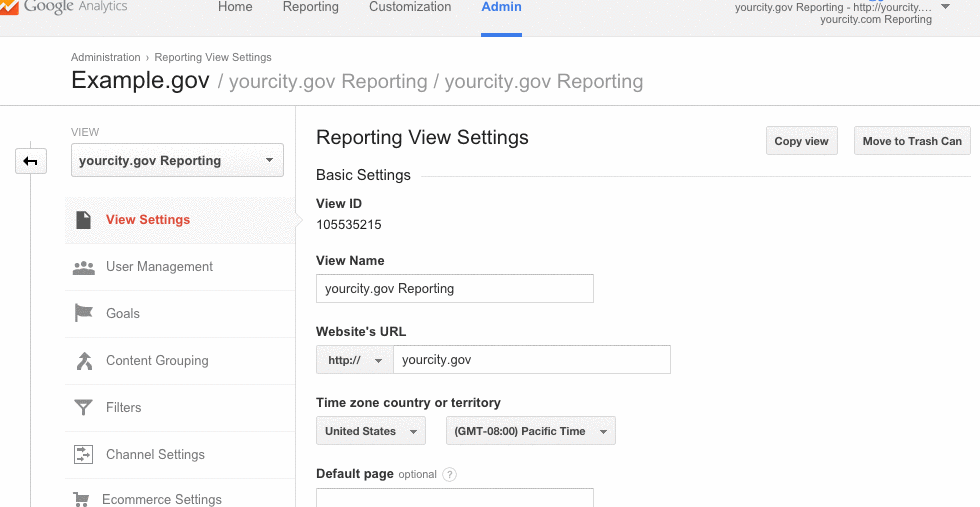 Google Analytics
Home Reporting Customization Admin
yourcity.gov Reporting - http://yourcity....
yourcity.com Reporting
Administration › Reporting View Settings
Example.gov / yourcity.gov Reporting / yourcity.gov Reporting
VIEW
yourcity.gov Reporting
View Settings
User Management
Goals
Content Grouping
Filters
Channel Settings
Ecommerce Settings
Reporting View Settings
Copy view
Move to Trash Can
Basic Settings
View ID
105535215
View Name
yourcity.gov Reporting
Website's URL
http:// yourcity.gov
Time zone country or territory
United States (GMT-08:00) Pacific Time
Default page optional ?